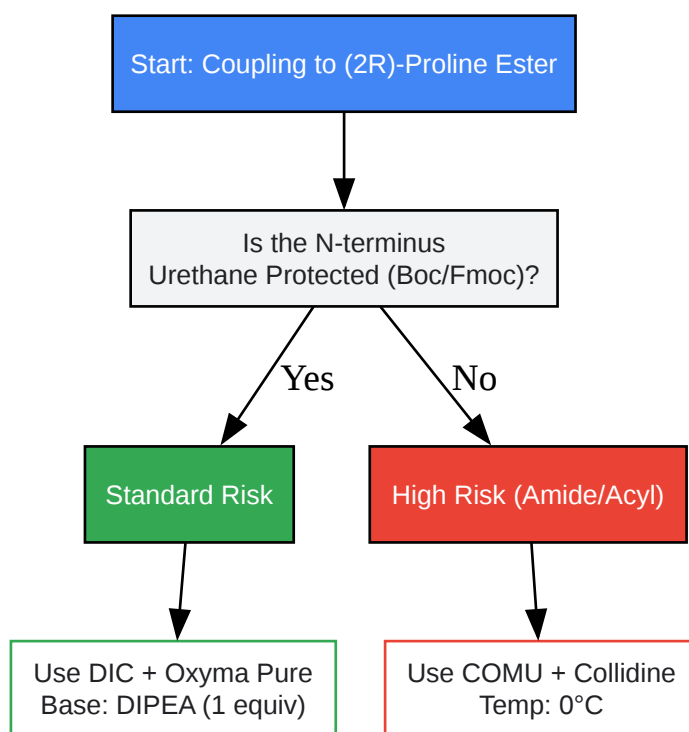 Start: Coupling to (2R)-Proline Ester
Is the N-terminus
Urethane Protected (Boc/Fmoc)?
Yes
No
Standard Risk
High Risk (Amide/Acyl)
Use DIC + Oxyma Pure
Base: DIPEA (1 equiv)
Use COMU + Collidine
Temp: 0°C